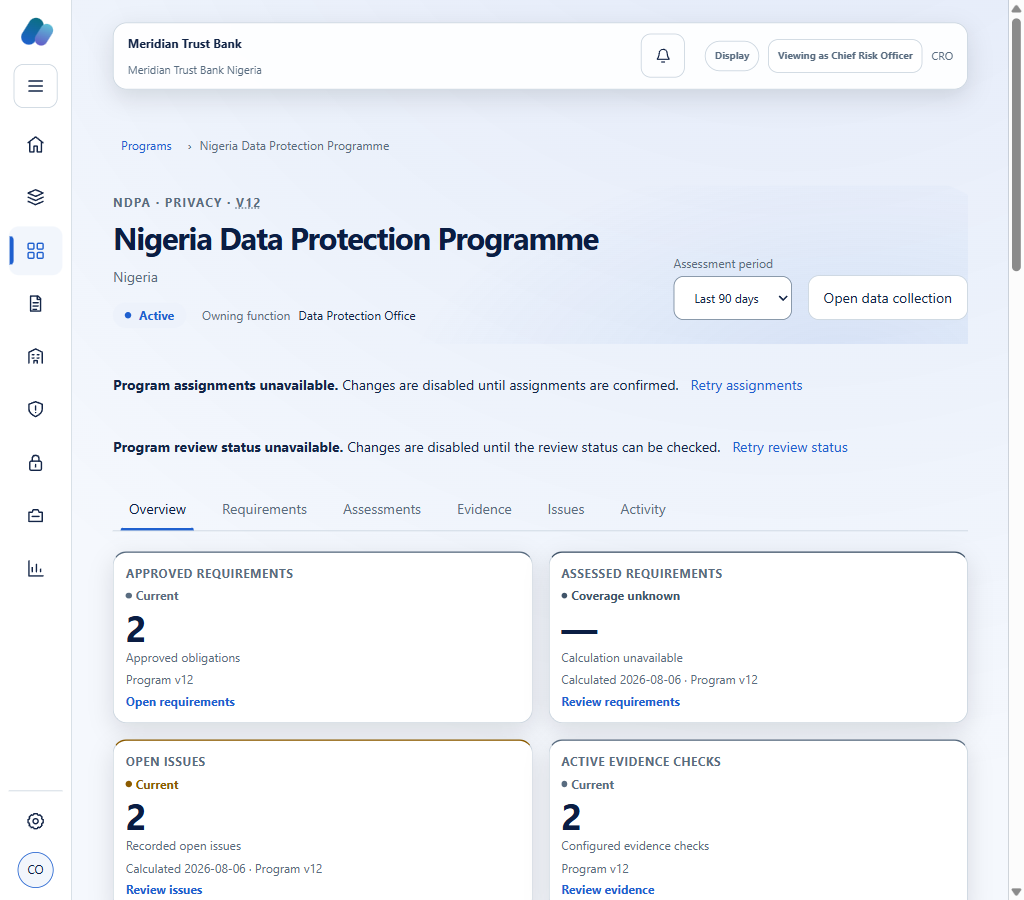 Meridian Trust Bank
Meridian Trust Bank Nigeria
Display
Viewing as Chief Risk Officer
CRO
Programs › Nigeria Data Protection Programme
NDPA · PRIVACY · V12
Nigeria Data Protection Programme
Nigeria
Active
Owning function Data Protection Office
Assessment period
Last 90 days
Open data collection
Program assignments unavailable. Changes are disabled until assignments are confirmed. Retry assignments
Program review status unavailable. Changes are disabled until the review status can be checked. Retry review status
Overview Requirements Assessments Evidence Issues Activity
APPROVED REQUIREMENTS
Current
2
Approved obligations
Program v12
Open requirements
ASSESSED REQUIREMENTS
Coverage unknown
—
Calculation unavailable
Calculated 2026-08-06 · Program v12
Review requirements
OPEN ISSUES
Current
2
Recorded open issues
Calculated 2026-08-06 · Program v12
Review issues
ACTIVE EVIDENCE CHECKS
Current
2
Configured evidence checks
Program v12
Review evidence
CO